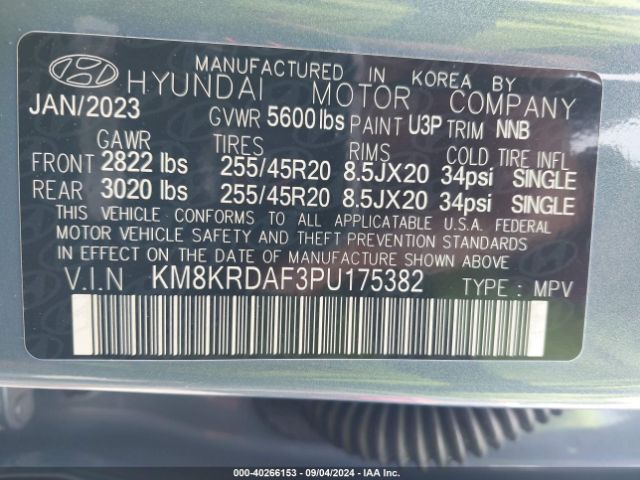 MANUFACTURED IN KOREA BY
HYUNDAI MOTOR COMPANY
JAN/2023 GVWR 5600 lbs PAINT U3P TRIM NNB
GAWR TIRES RIMS COLD TIRE INFL
FRONT 2822 lbs 255/45R20 8.5JX20 34psi SINGLE
REAR 3020 lbs 255/45R20 8.5JX20 34psi SINGLE
THIS VEHICLE CONFORMS TO ALL APPLICABLE U.S.A. FEDERAL
MOTOR VEHICLE SAFETY AND THEFT PREVENTION STANDARDS
IN EFFECT ON THE DATE OF MANUFACTURE SHOWN ABOVE
V.I.N KM8KRDAF3PU175382 TYPE : MPV
000-40266153 - 09/04/2024 - IAA Inc.